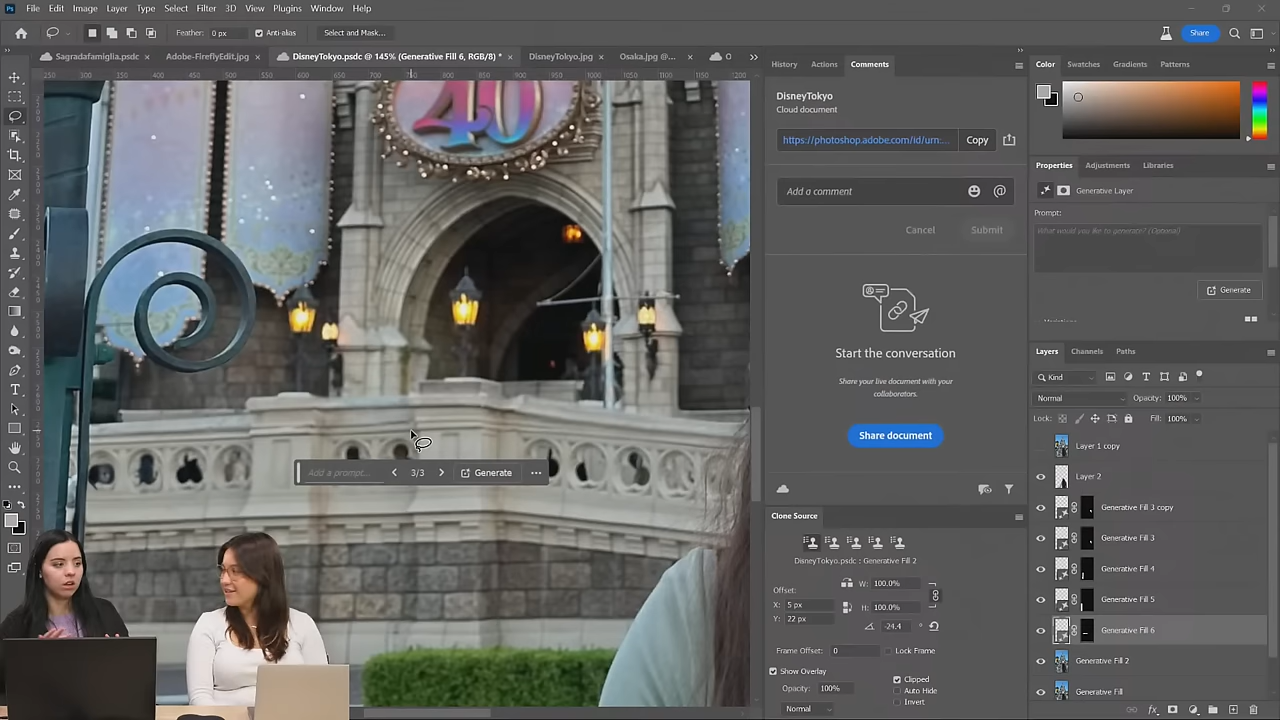 Ps File Edit Image Layer Type Select Filter 3D View Plugins Window Help
Feather: 0 px Anti-alias Select and Mask... Share
Sagradafamiglia.psdc × Adobe-FireflyEdit.jpg × DisneyTokyo.psdc @ 145% (Generative Fill 6, RGB/8) * × DisneyTokyo.jpg × Osaka.jpg @... × O
History Actions Comments
DisneyTokyo
Cloud document
https://photoshop.adobe.com/id/urn:... Copy
Add a comment
Cancel Submit
Start the conversation
Share your live document with your
collaborators.
Share document
Clone Source
DisneyTokyo.psdc : Generative Fill 2
Offset: W: 100.0%
X: 5 px
Y: 22 px H: 100.0%
-24.4 °
Frame Offset: 0 Lock Frame
Show Overlay
Opacity: 100% Clipped
Auto Hide
Normal Invert
Color Swatches Gradients Patterns
Properties Adjustments Libraries
Generative Layer
Prompt:
What would you like to generate? (Optional)
Generate
Layers Channels Paths
Kind
Normal Opacity: 100%
Lock: Fill: 100%
Layer 1 copy
Layer 2
Generative Fill 3 copy
Generative Fill 3
Generative Fill 4
Generative Fill 5
Generative Fill 6
Generative Fill 2
Generative Fill
40
Add a prompt... 3/3 Generate ...